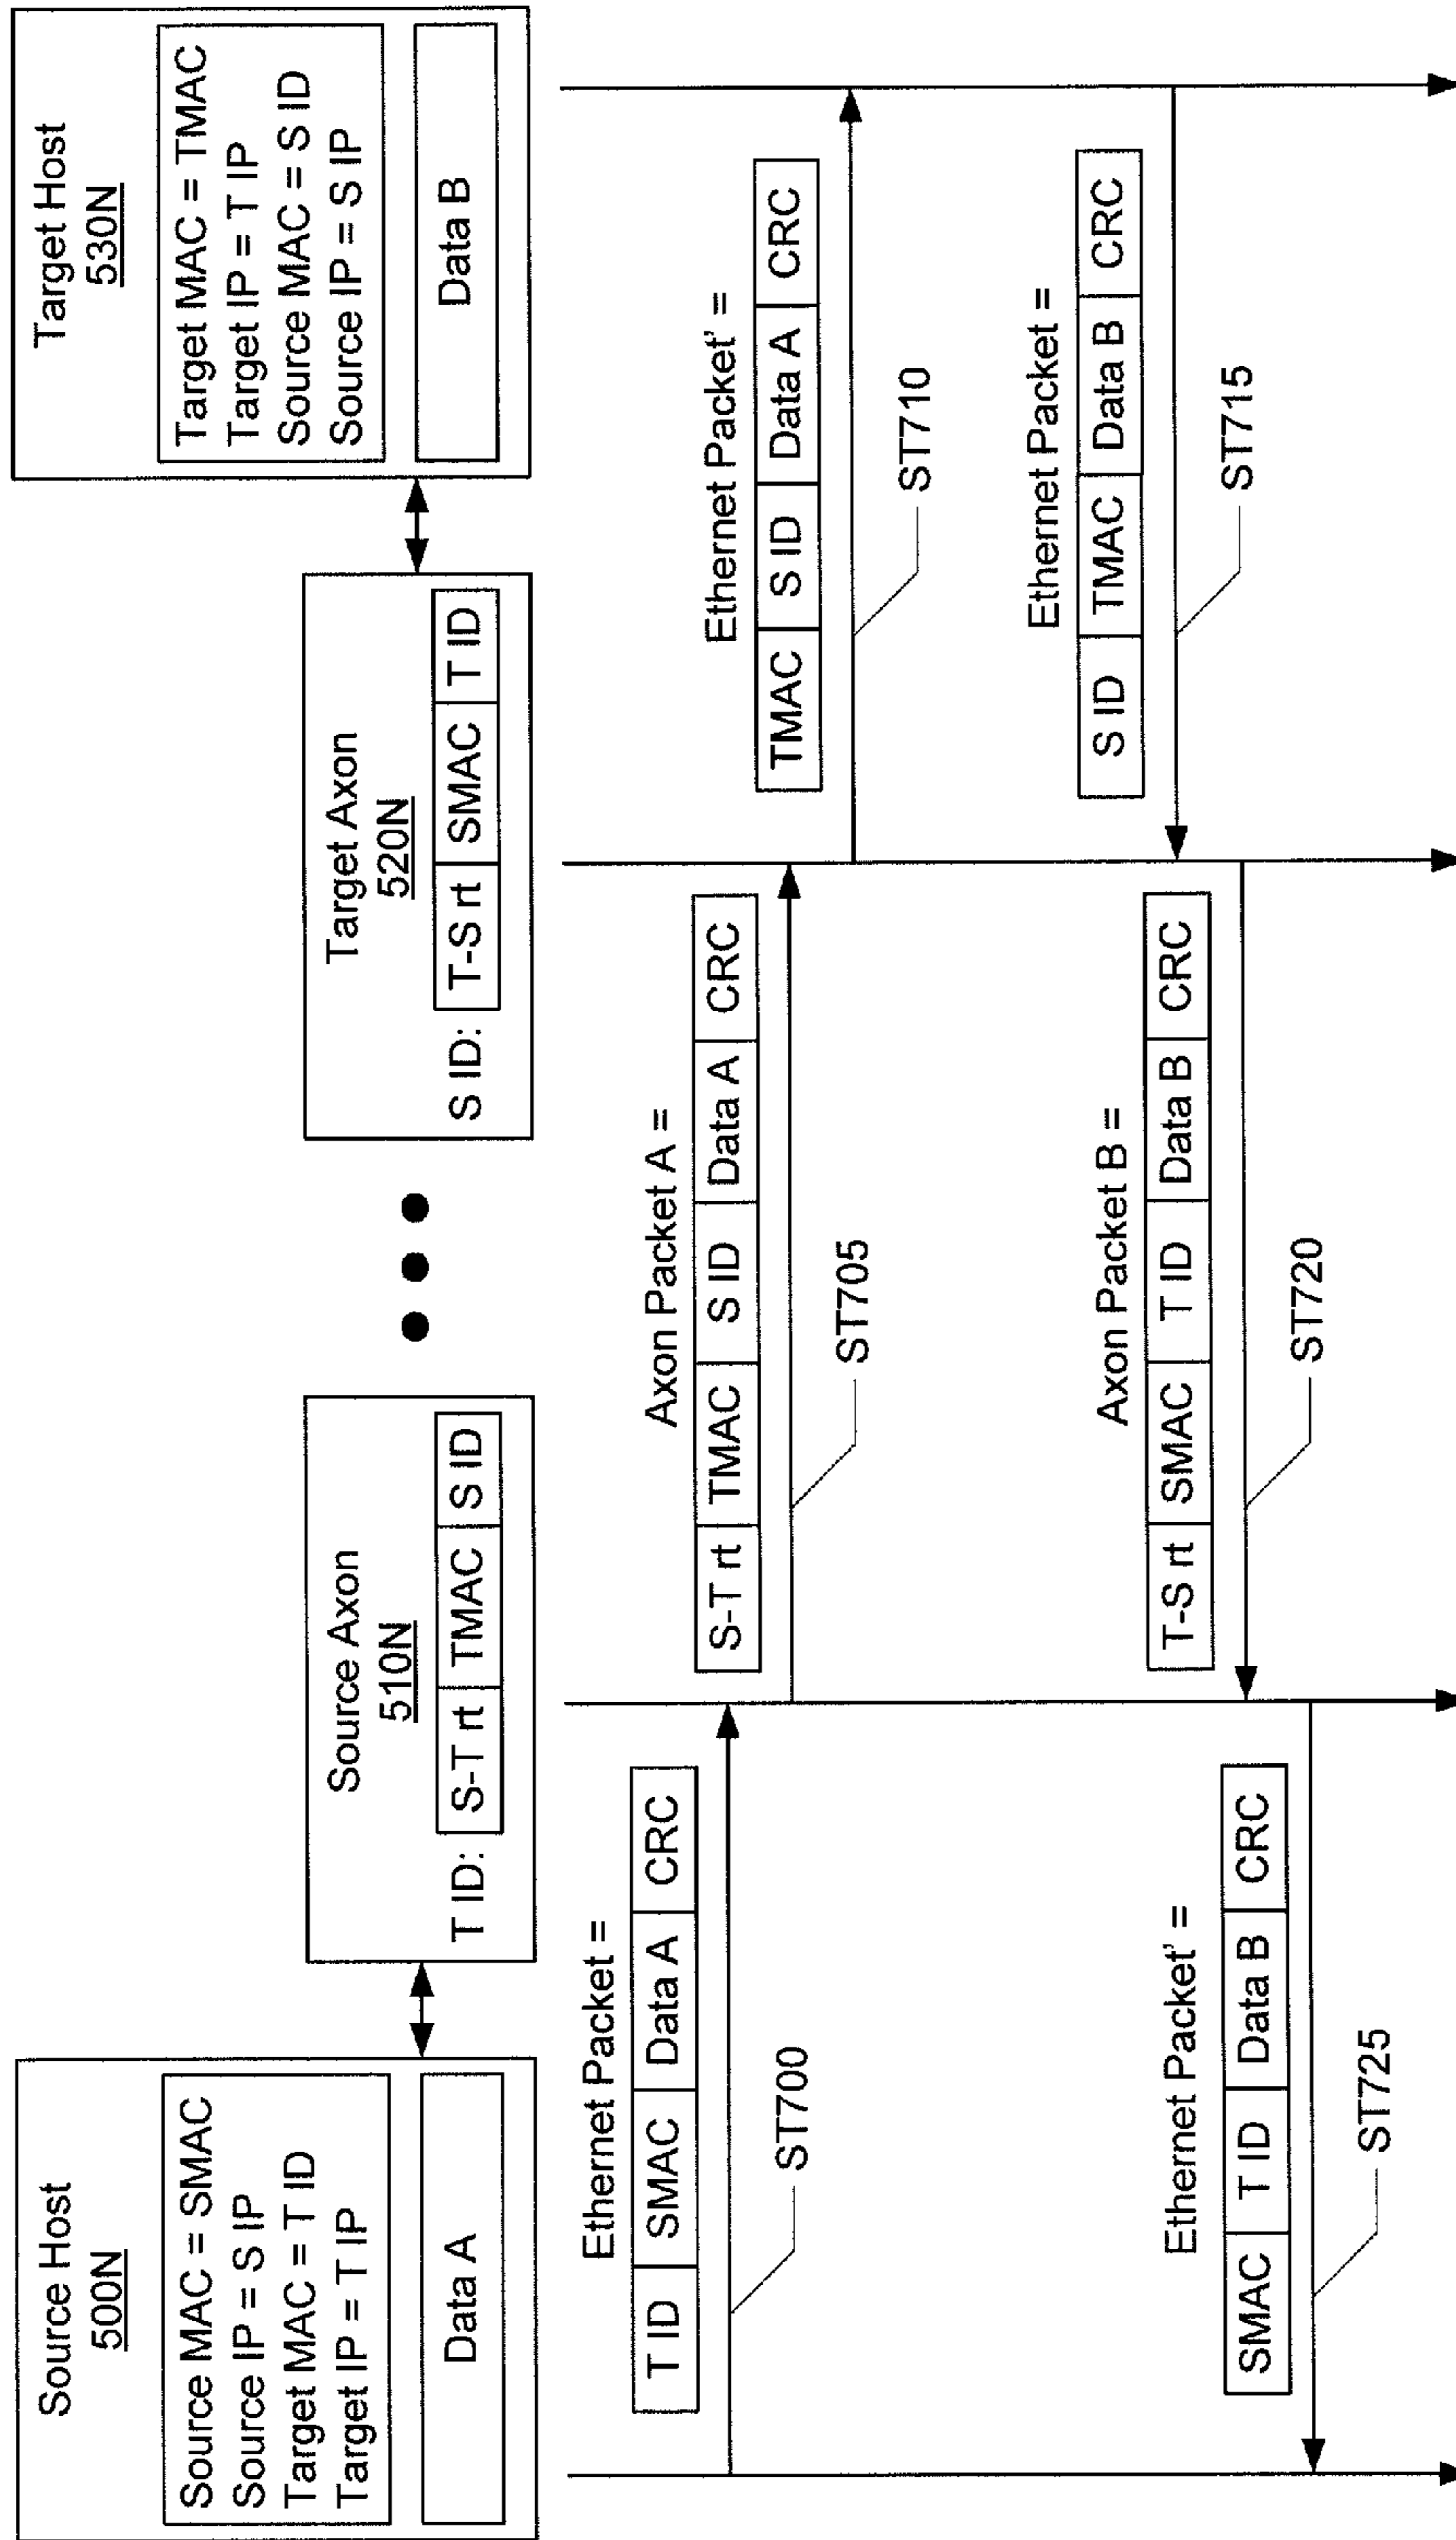 Source Host
500N
Source MAC = SMAC
Source IP = S IP
Target MAC = T ID
Target IP = T IP
Data A
Source Axon
510N
T ID: S-T rt TMAC S ID
Target Axon
520N
S ID: T-S rt SMAC T ID
Target Host
530N
Target MAC = TMAC
Target IP = T IP
Source MAC = S ID
Source IP = S IP
Data B
Ethernet Packet =
T ID SMAC Data A CRC
ST700
Axon Packet A =
S-T rt TMAC S ID Data A CRC
ST705
Ethernet Packet' =
TMAC S ID Data A CRC
ST710
Ethernet Packet =
S ID TMAC Data B CRC
ST715
Axon Packet B =
T-S rt SMAC T ID Data B CRC
ST720
Ethernet Packet' =
SMAC T ID Data B CRC
ST725